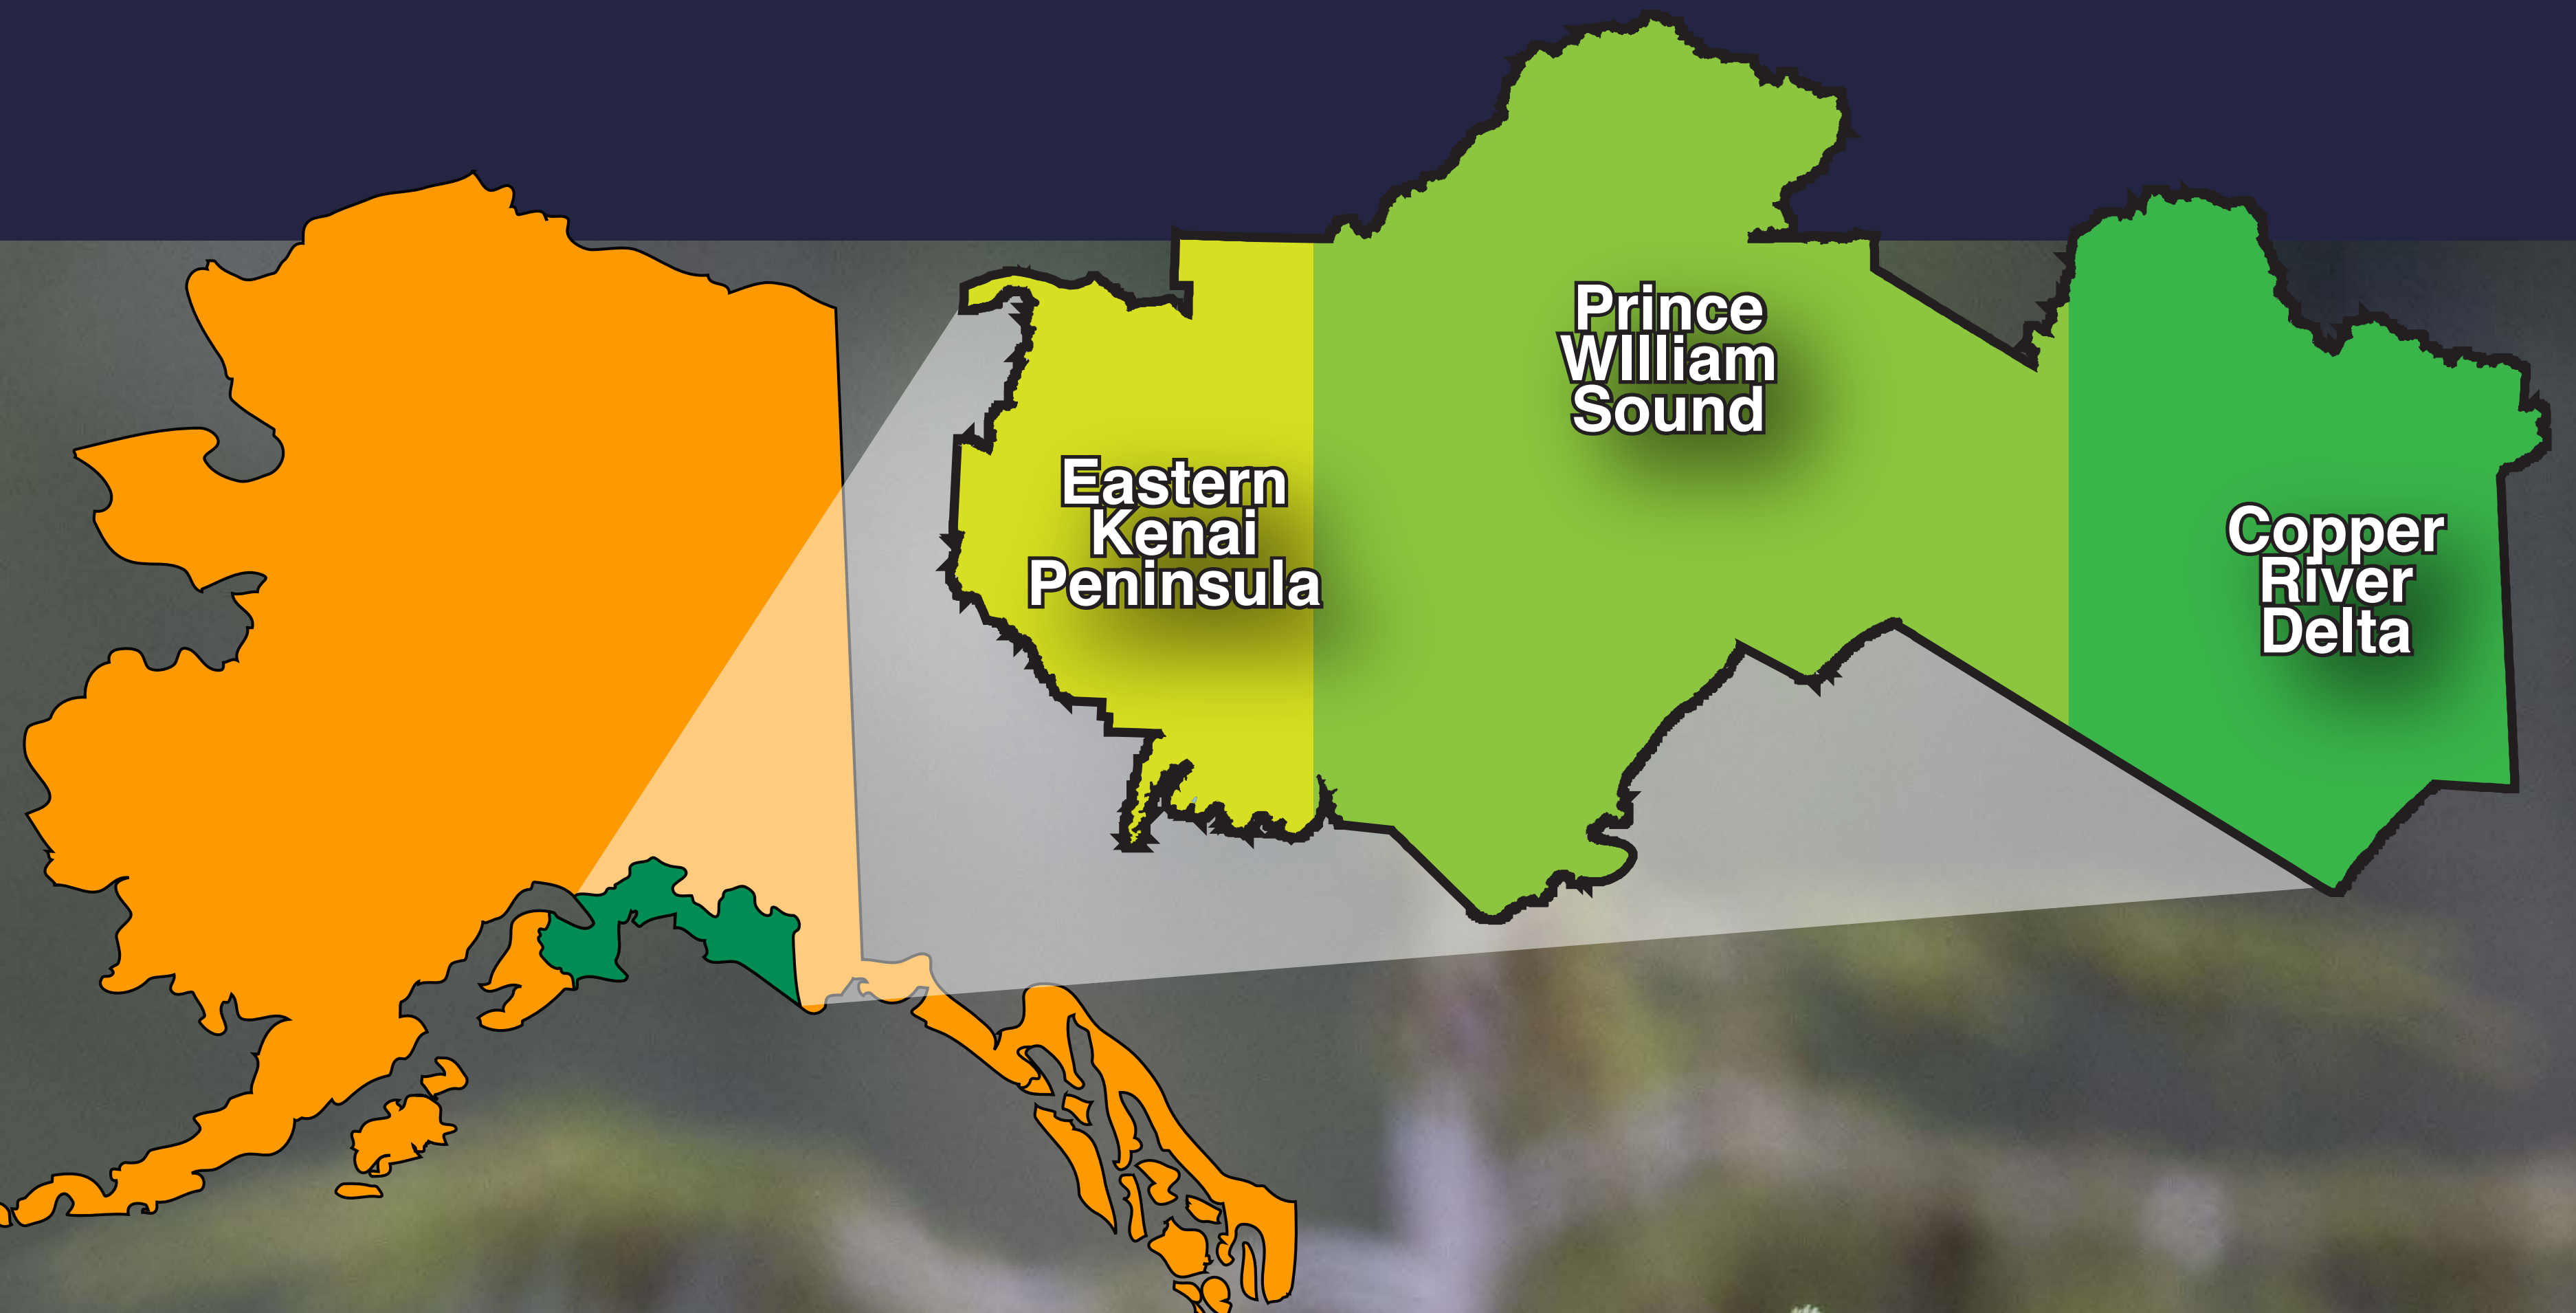 Eastern
Kenai
Peninsula
Prince
WIlliam
Sound
Copper
River
Delta